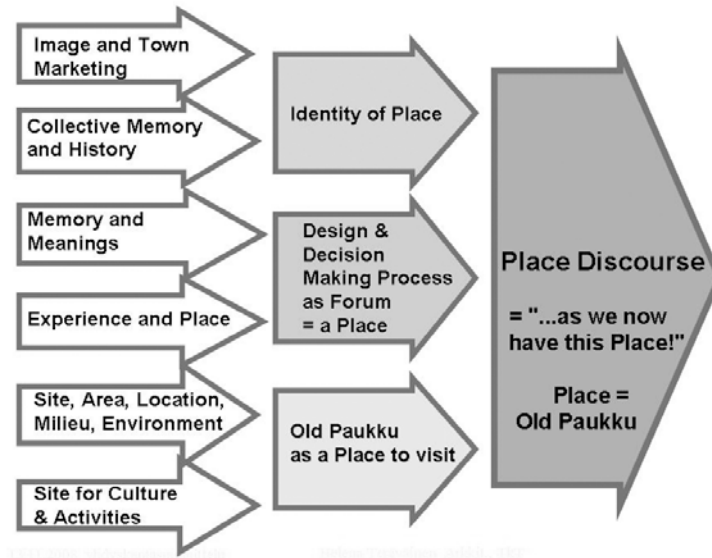 Image and Town
Marketing
Collective Memory
and History
Memory and
Meanings
Experience and Place
Site, Area, Location,
Milieu, Environment
Site for Culture
& Activities
Identity of Place
Design &
Decision
Making Process
as Forum
= a Place
Old Paukku
as a Place to visit
Place Discourse
= "...as we now
have this Place!"
Place =
Old Paukku